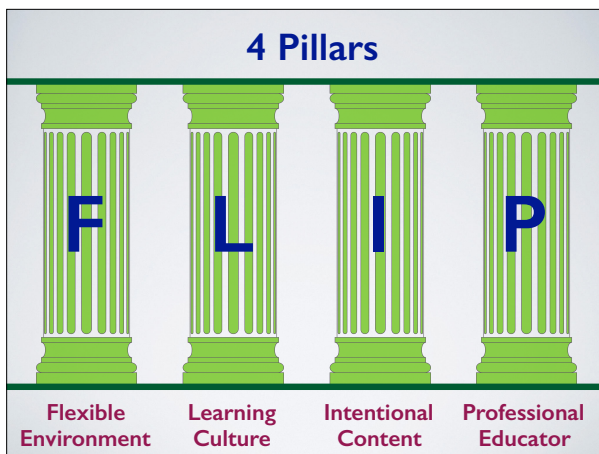 4 Pillars
F L I P
Flexible Environment
Learning Culture
Intentional Content
Professional Educator